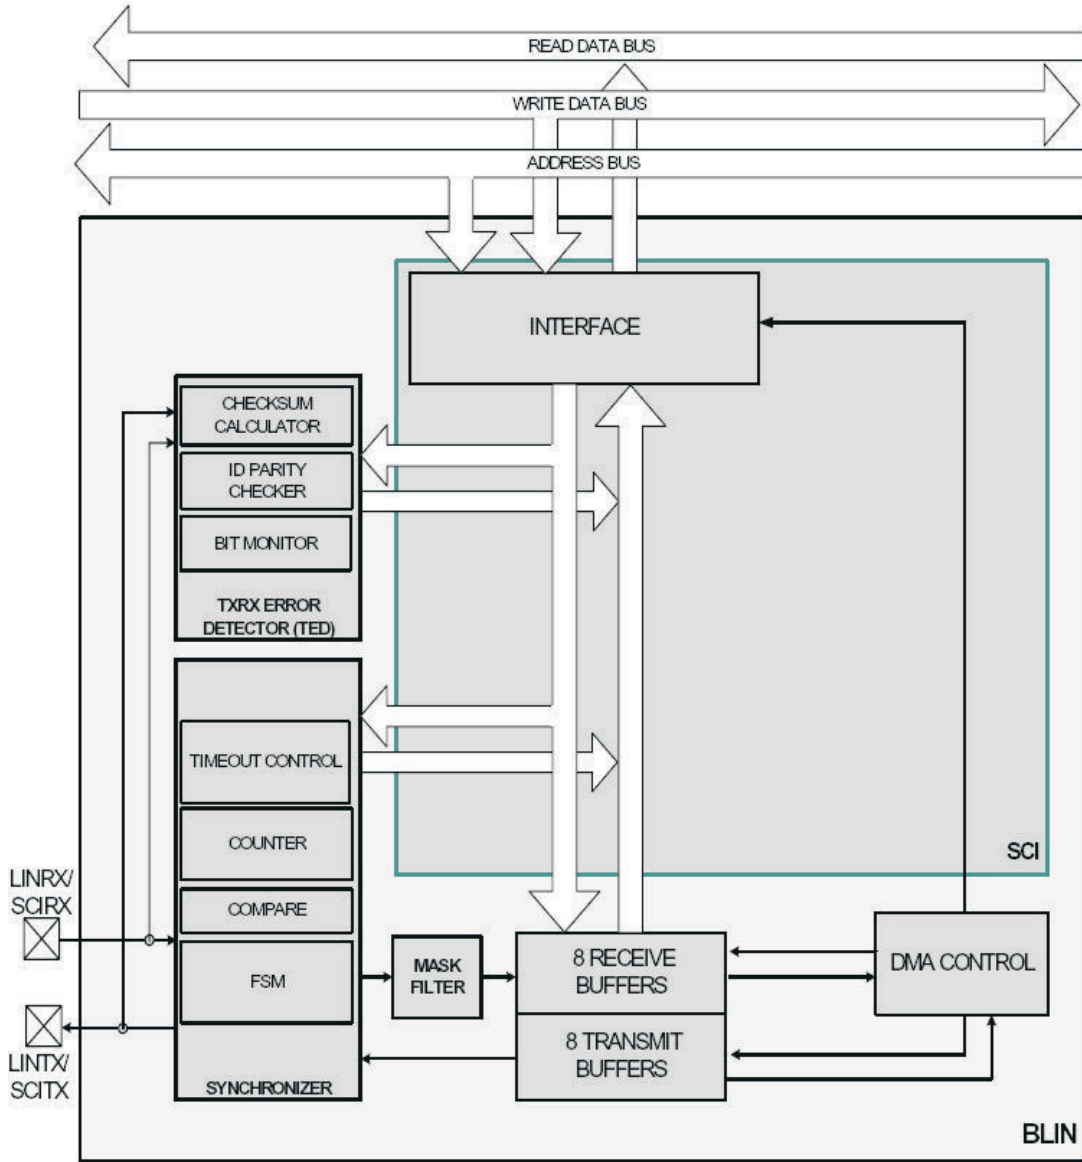 READ DATA BUS
WRITE DATA BUS
ADDRESS BUS
INTERFACE
CHECKSUM
CALCULATOR
ID PARITY
CHECKER
BIT MONITOR
TXRX ERROR
DETECTOR (TED)
TIMEOUT CONTROL
COUNTER
COMPARE
FSM
SYNCHRONIZER
SCI
LINRX/
SCIRX
LINTX/
SCITX
MASK
FILTER
8 RECEIVE
BUFFERS
8 TRANSMIT
BUFFERS
DMA CONTROL
BLIN